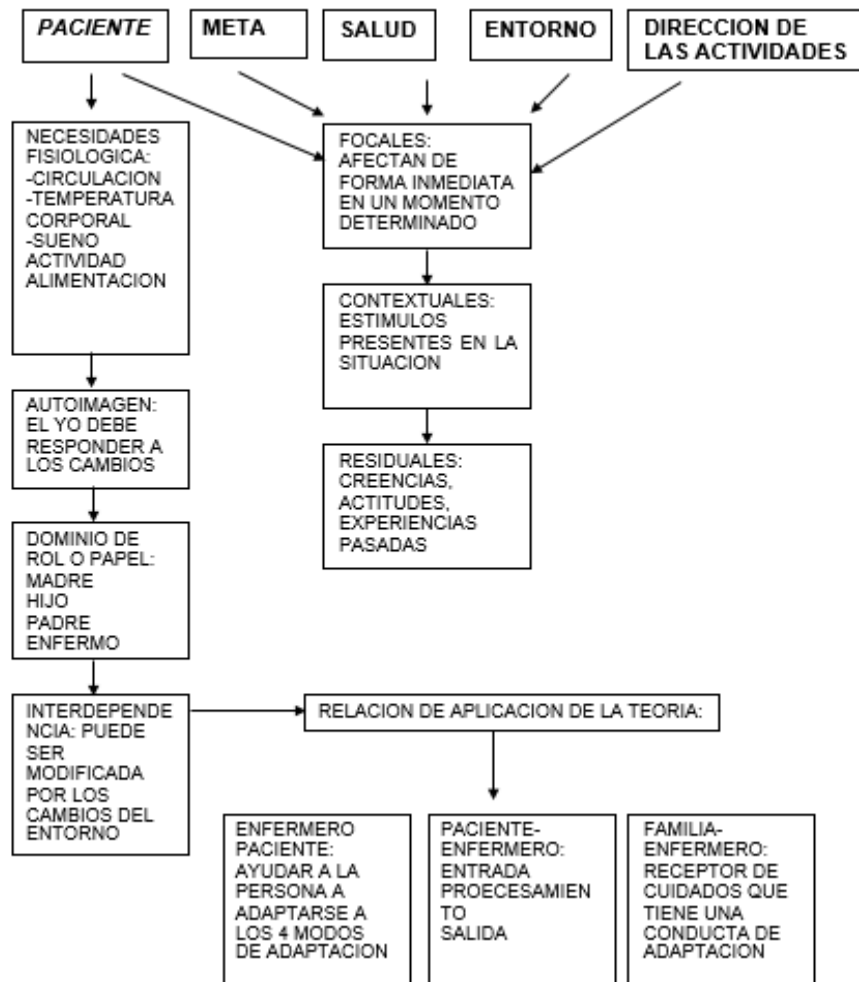 PACIENTE
META
SALUD
ENTORNO
DIRECCION DE
LAS ACTIVIDADES
NECESIDADES
FISIOLOGICA:
-CIRCULACION
-TEMPERATURA
CORPORAL
-SUENO
ACTIVIDAD
ALIMENTACION
FOCALES:
AFECTAN DE
FORMA INMEDIATA
EN UN MOMENTO
DETERMINADO
CONTEXTUALES:
ESTIMULOS
PRESENTES EN LA
SITUACION
AUTOIMAGEN:
EL YO DEBE
RESPONDER A
LOS CAMBIOS
RESIDUALES:
CREENCIAS,
ACTITUDES,
EXPERIENCIAS
PASADAS
DOMINIO DE
ROL O PAPEL:
MADRE
HIJO
PADRE
ENFERMO
INTERDEPENDE
NCIA: PUEDE
SER
MODIFICADA
POR LOS
CAMBIOS DEL
ENTORNO
RELACION DE APLICACION DE LA TEORIA:
ENFERMERO
PACIENTE:
AYUDAR A LA
PERSONA A
ADAPTARSE A
LOS 4 MODOS
DE ADAPTACION
PACIENTE-
ENFERMERO:
ENTRADA
PROECESAMIEN
TO
SALIDA
FAMILIA-
ENFERMERO:
RECEPTOR DE
CUIDADOS QUE
TIENE UNA
CONDUCTA DE
ADAPTACION